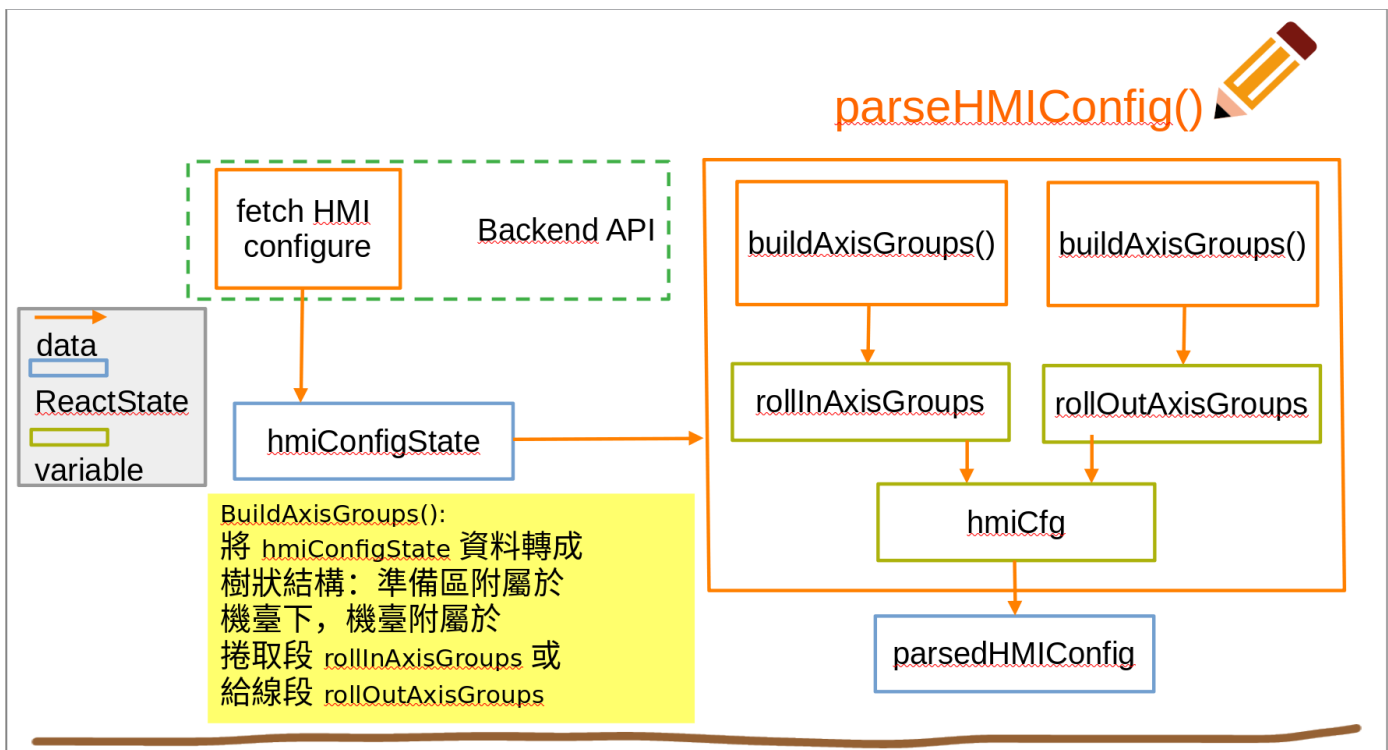 parseHMIConfig()
fetch HMI
configure
Backend API
buildAxisGroups()
buildAxisGroups()
data
ReactState
variable
hmiConfigState
rollInAxisGroups
rollOutAxisGroups
hmiCfg
parsedHMIConfig
BuildAxisGroups():
將 hmiConfigState 資料轉成
樹狀結構：準備區附屬於
機臺下，機臺附屬於
捲取段 rollInAxisGroups 或
給線段 rollOutAxisGroups